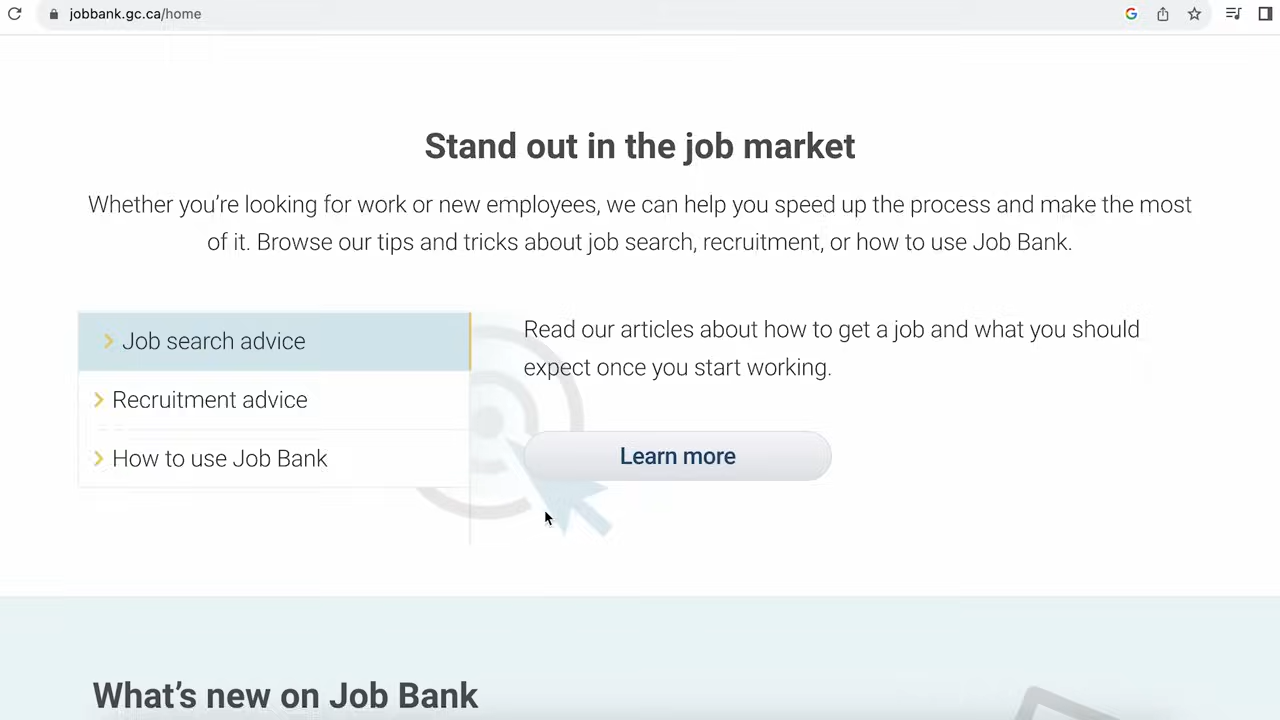 jobbank.gc.ca/home
Stand out in the job market
Whether you’re looking for work or new employees, we can help you speed up the process and make the most
of it. Browse our tips and tricks about job search, recruitment, or how to use Job Bank.
Job search advice
Recruitment advice
How to use Job Bank
Read our articles about how to get a job and what you should
expect once you start working.
Learn more
What’s new on Job Bank